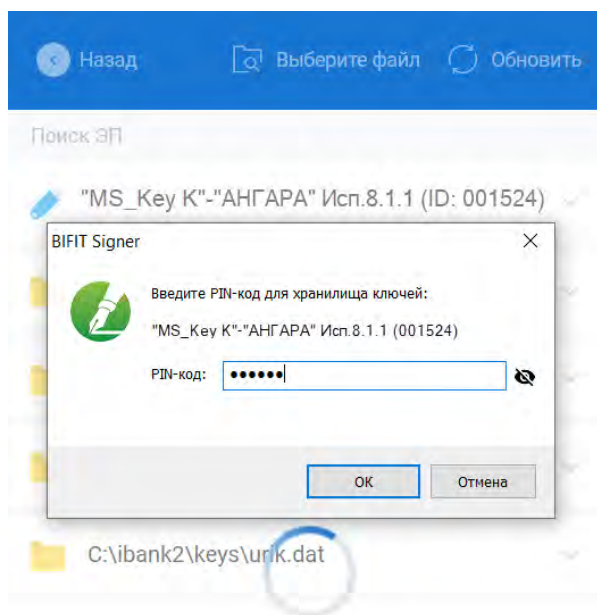 Назад
Выберите файл
Обновить
Поиск ЭП
"MS_Key K"-"АНГАРА" Исп.8.1.1 (ID: 001524)
BIFIT Signer
Введите PIN-код для хранилища ключей:
"MS_Key K"-"АНГАРА" Исп.8.1.1 (001524)
PIN-код: ••••••
ОК
Отмена
C:\ibank2\keys\urik.dat